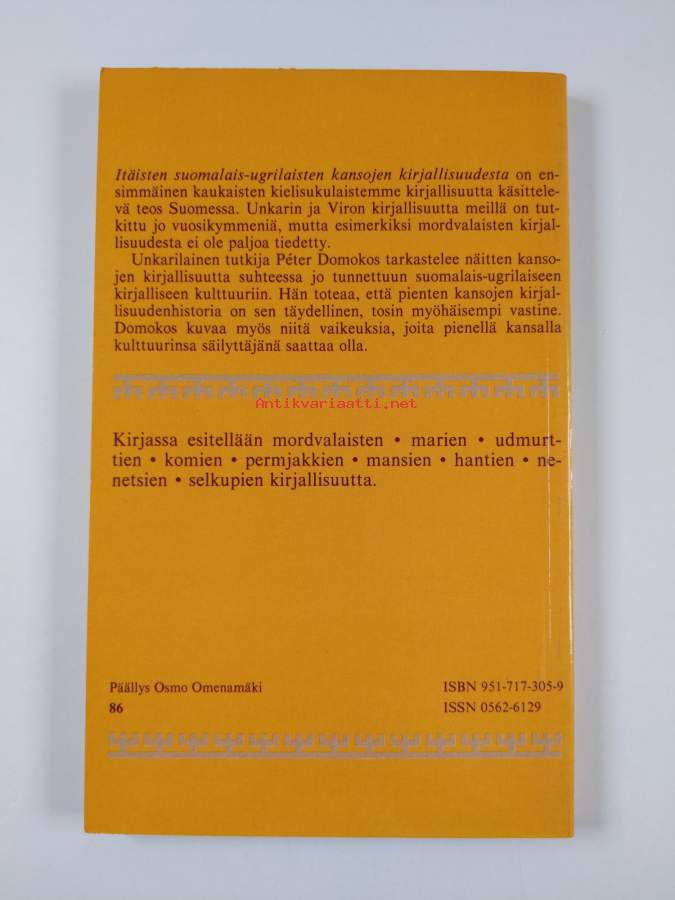 Itäisten suomalais-ugrilaisten kansojen kirjallisuudesta on en-
simmäinen kaukaisten kielisukulaistemme kirjallisuutta käsittele-
vä teos Suomessa. Unkarin ja Viron kirjallisuutta meillä on tut-
kittu jo vuosikymmeniä, mutta esimerkiksi mordvalaisten kirjal-
lisuudesta ei ole paljoa tiedetty.
Unkarilainen tutkija Péter Domokos tarkastelee näitten kanso-
jen kirjallisuutta suhteessa jo tunnettuun suomalais-ugrilaiseen
kirjalliseen kulttuuriin. Hän toteaa, että pienten kansojen kirjal-
lisuudenhistoria on sen täydellinen, tosin myöhäisempi vastine.
Domokos kuvaa myös niitä vaikeuksia, joita pienellä kansalla
kulttuurinsa säilyttäjänä saattaa olla.
Antikvariaatti.net
Kirjassa esitellään mordvalaisten • marien • udmurt-
tien • komien • permjakkien • mansien • hantien • ne-
netsien • selkupien kirjallisuutta.
Päällys Osmo Omenamäki
86
ISBN 951-717-305-9
ISSN 0562-6129